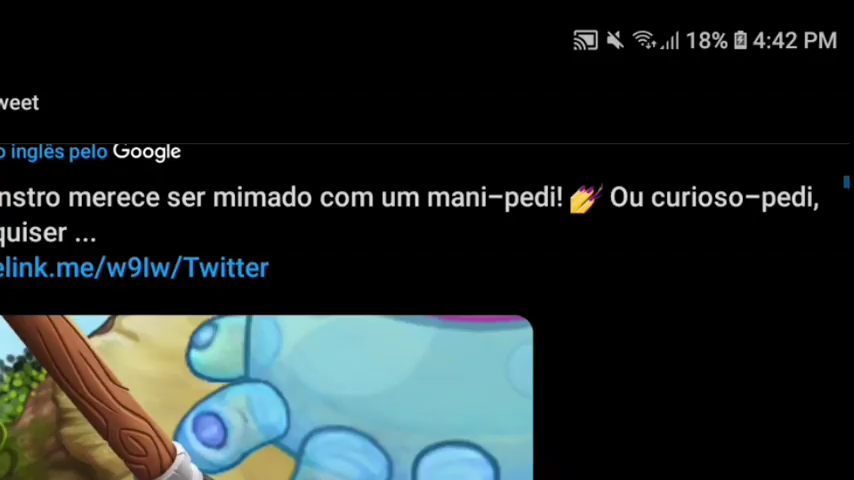 18% 4:42 PM
weet
o inglês pelo Google
nstro merece ser mimado com um mani-pedi! 💅 Ou curioso-pedi,
quiser ...
elink.me/w9lw/Twitter